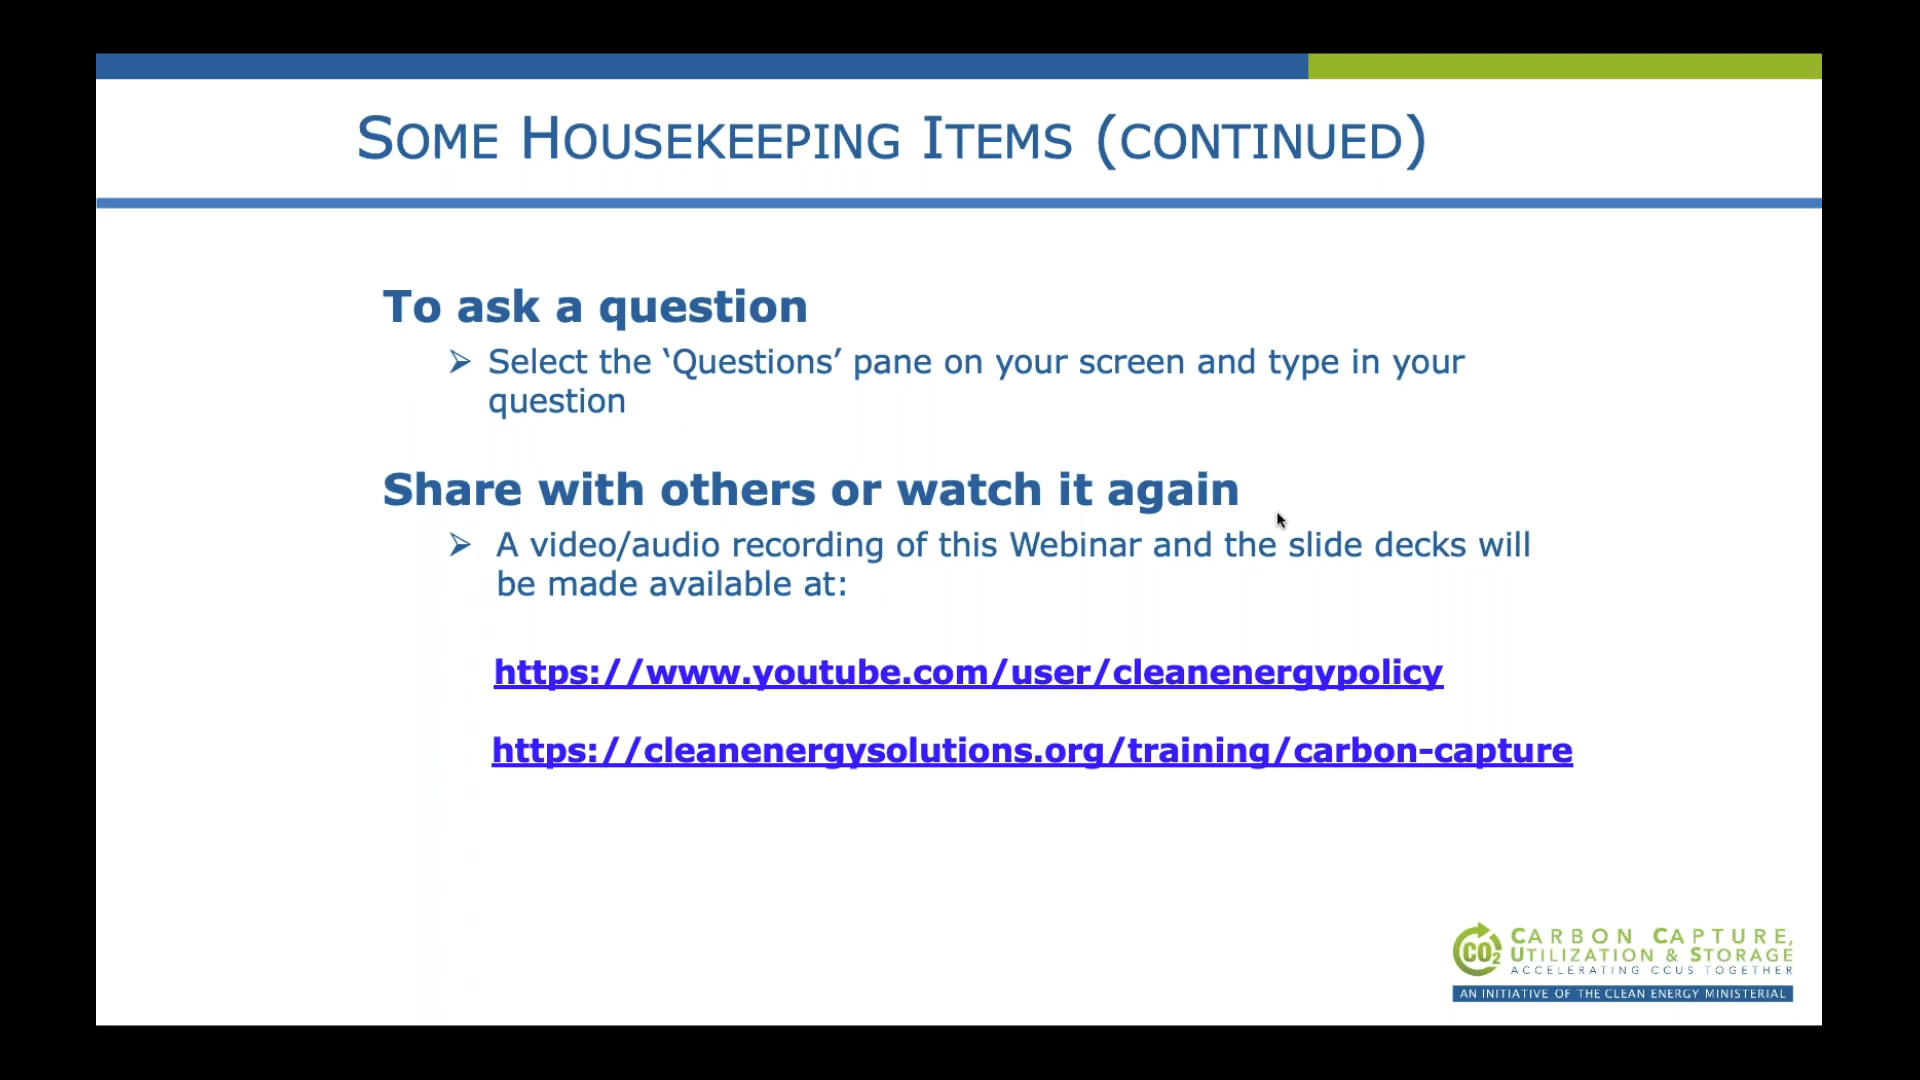 SOME HOUSEKEEPING ITEMS (CONTINUED)
To ask a question
➢ Select the ‘Questions’ pane on your screen and type in your
question
Share with others or watch it again
➢ A video/audio recording of this Webinar and the slide decks will
be made available at:
https://www.youtube.com/user/cleanenergypolicy
https://cleanenergysolutions.org/training/carbon-capture
CO2
CARBON CAPTURE,
UTILIZATION & STORAGE
ACCELERATING CCUS TOGETHER
AN INITIATIVE OF THE CLEAN ENERGY MINISTERIAL